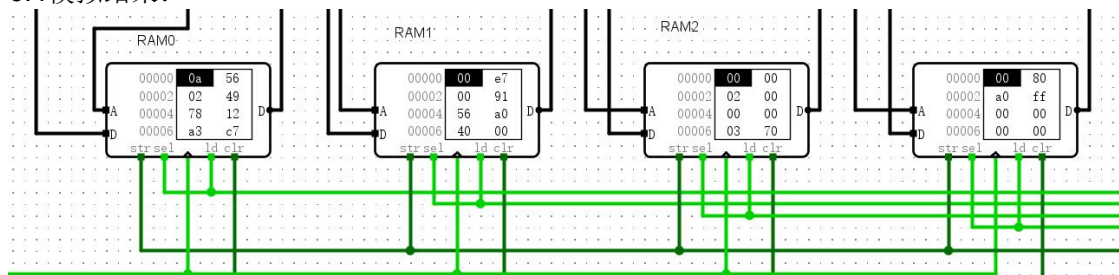 RAM0
RAM1
RAM2
00000 0a 56
00002 02 49
00004 78 12
00006 a3 c7
A
D
D
str sel ld clr
00000 00 e7
00002 00 91
00004 56 a0
00006 40 00
A
D
D
str sel ld clr
00000 00 00
00002 02 00
00004 00 00
00006 03 70
A
D
D
str sel ld clr
00000 00 80
00002 a0 ff
00004 00 00
00006 00 00
A
D
D
str sel ld clr